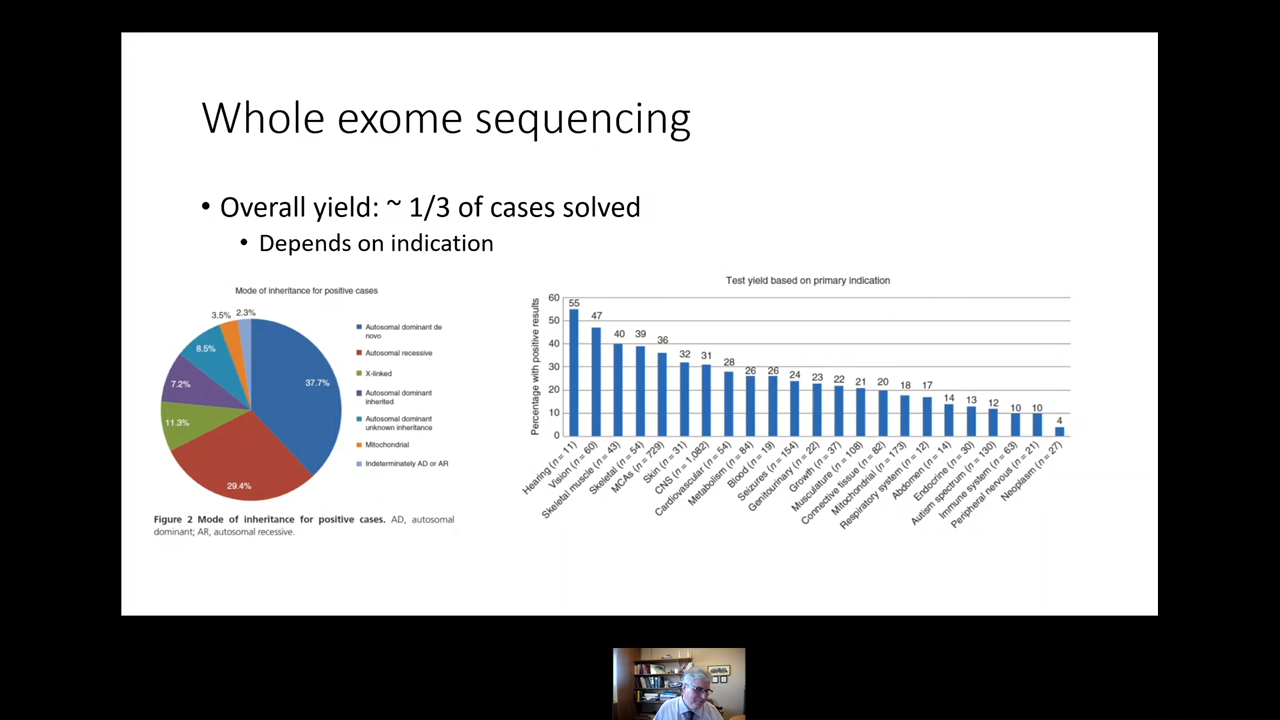 Whole exome sequencing
• Overall yield: ~ 1/3 of cases solved
• Depends on indication
Mode of inheritance for positive cases
3.5%
2.3%
8.5%
7.2%
11.3%
29.4%
37.7%
Autosomal dominant de
novo
Autosomal recessive
X-linked
Autosomal dominant
inherited
Autosomal dominant
unknown inheritance
Mitochondrial
Indeterminately AD or AR
Figure 2 Mode of inheritance for positive cases. AD, autosomal
dominant; AR, autosomal recessive.
Test yield based on primary indication
Percentage with positive results
60
50
40
30
20
10
0
55
47
40
39
36
32
31
28
26
26
24
23
22
21
20
18
17
14
13
12
10
10
4
Hearing (n = 11)
Vision (n = 60)
Skeletal muscle (n = 43)
Skeletal (n = 54)
MCAs (n = 729)
Skin (n = 31)
CNS (n = 1,082)
Cardiovascular (n = 54)
Metabolism (n = 84)
Blood (n = 19)
Seizures (n = 154)
Genitourinary (n = 22)
Growth (n = 37)
Musculature (n = 108)
Connective tissue (n = 82)
Mitochondrial (n = 173)
Respiratory system (n = 12)
Abdomen (n = 14)
Endocrine (n = 30)
Autism spectrum (n = 130)
Immune system (n = 63)
Peripheral nervous (n = 21)
Neoplasm (n = 27)